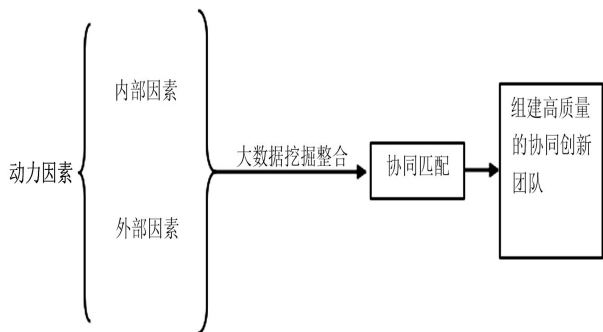 动力因素
内部因素
外部因素
大数据挖掘整合
协同匹配
组建高质量
的协同创新
团队